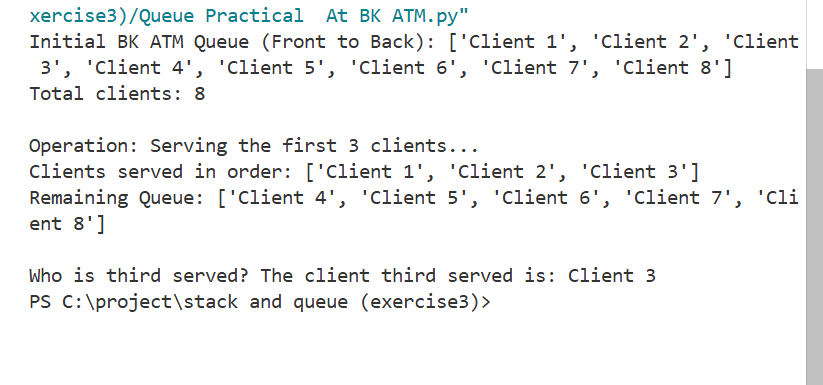 xercise3)/Queue Practical  At BK ATM.py"
Initial BK ATM Queue (Front to Back): ['Client 1', 'Client 2', 'Client
 3', 'Client 4', 'Client 5', 'Client 6', 'Client 7', 'Client 8']
Total clients: 8

Operation: Serving the first 3 clients...
Clients served in order: ['Client 1', 'Client 2', 'Client 3']
Remaining Queue: ['Client 4', 'Client 5', 'Client 6', 'Client 7', 'Cli
ent 8']

Who is third served? The client third served is: Client 3
PS C:\project\stack and queue (exercise3)>